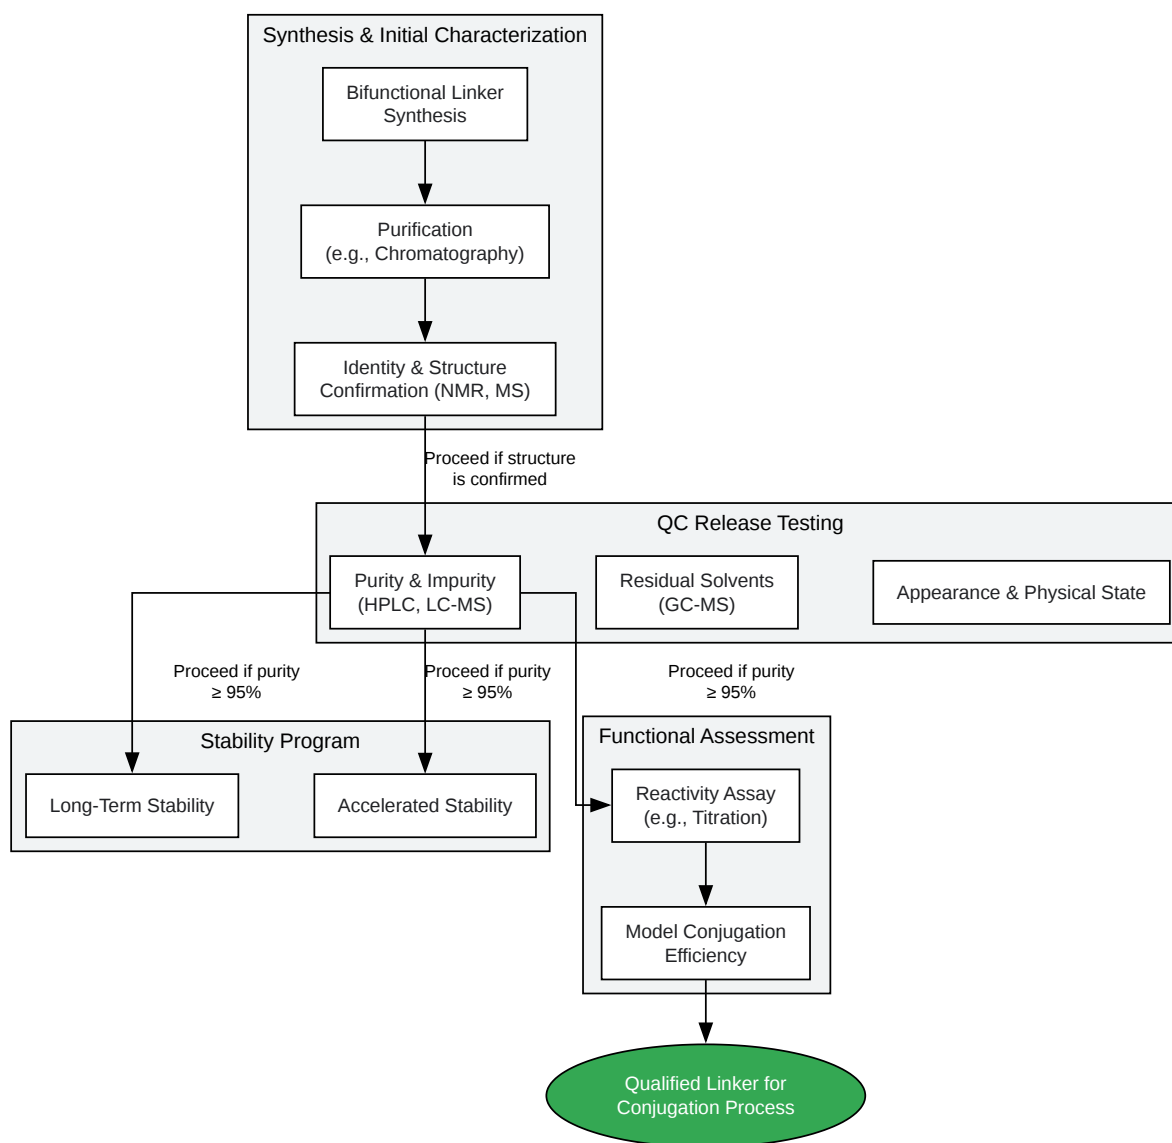 Synthesis & Initial Characterization
Bifunctional Linker
Synthesis
Purification
(e.g., Chromatography)
Identity & Structure
Confirmation (NMR, MS)
Proceed if structure
is confirmed
QC Release Testing
Purity & Impurity
(HPLC, LC-MS)
Residual Solvents
(GC-MS)
Appearance & Physical State
Proceed if purity
≥ 95%
Proceed if purity
≥ 95%
Proceed if purity
≥ 95%
Stability Program
Long-Term Stability
Accelerated Stability
Functional Assessment
Reactivity Assay
(e.g., Titration)
Model Conjugation
Efficiency
Qualified Linker for
Conjugation Process